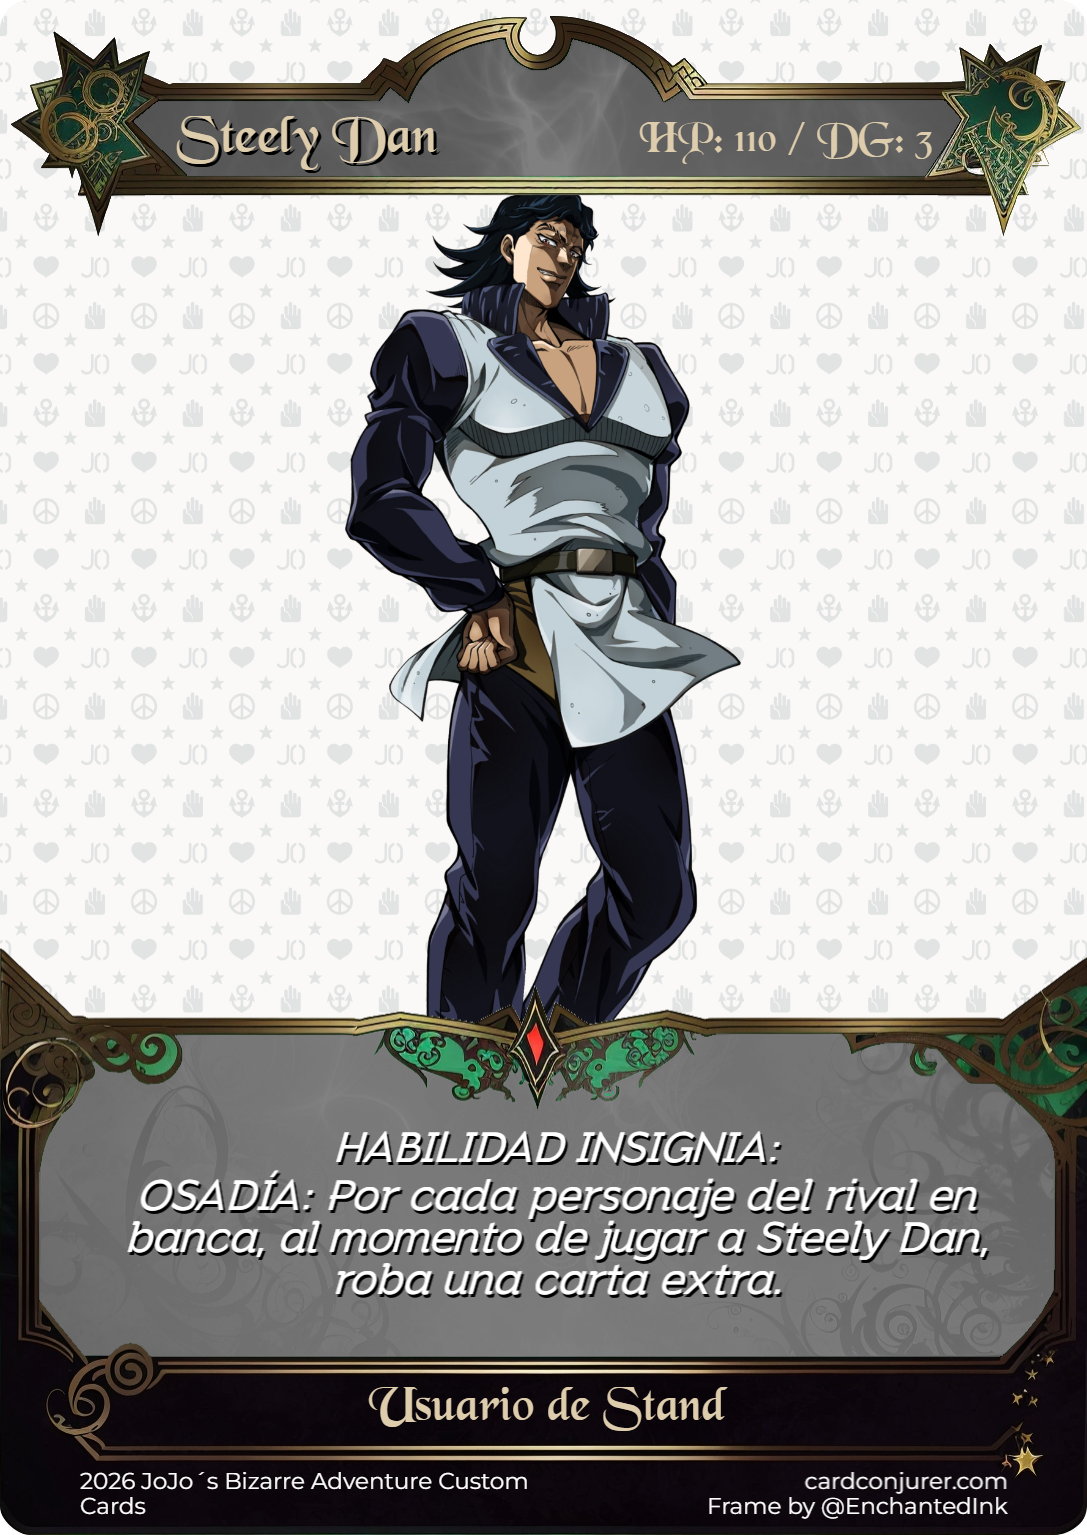 Steely Dan
HP: 110 / DG: 3
HABILIDAD INSIGNIA:
OSADÍA: Por cada personaje del rival en
banca, al momento de jugar a Steely Dan,
roba una carta extra.
Usuario de Stand
2026 JoJo´s Bizarre Adventure Custom
Cards
cardconjurer.com
Frame by @EnchantedInk